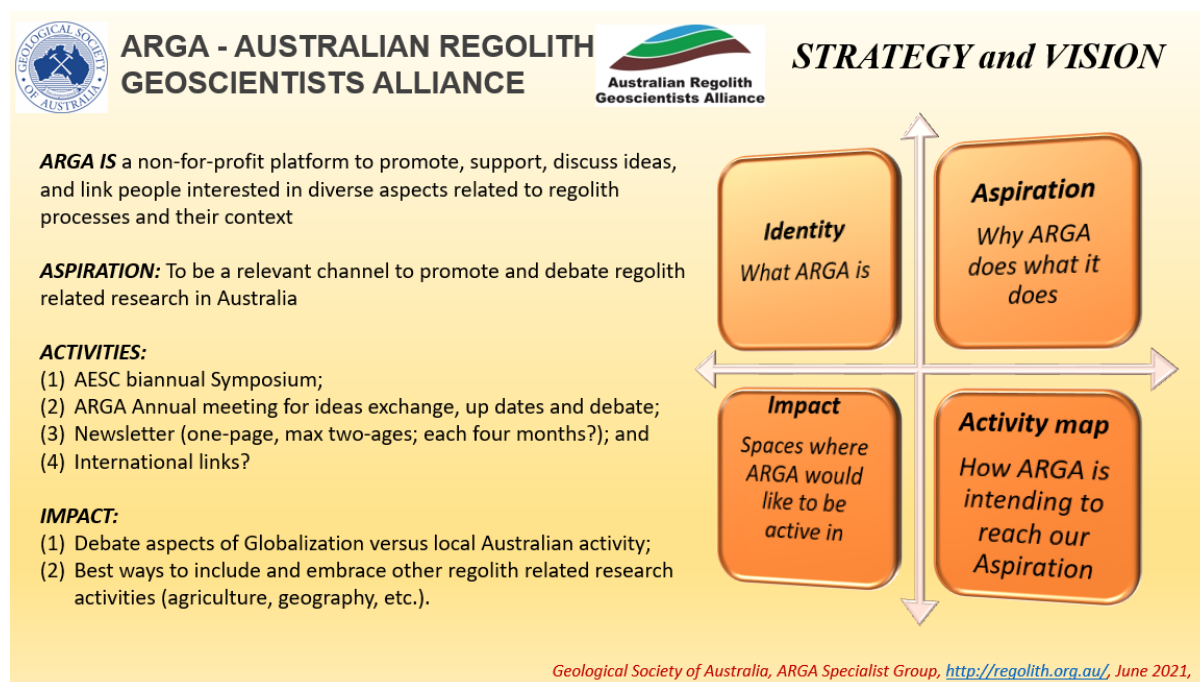 GEOLOGICAL SOCIETY
OF AUSTRALIA
ARGA - AUSTRALIAN REGOLITH
GEOSCIENTISTS ALLIANCE
Australian Regolith
Geoscientists Alliance
STRATEGY and VISION
ARGA IS a non-for-profit platform to promote, support, discuss ideas,
and link people interested in diverse aspects related to regolith
processes and their context
ASPIRATION: To be a relevant channel to promote and debate regolith
related research in Australia
ACTIVITIES:
(1) AESC biannual Symposium;
(2) ARGA Annual meeting for ideas exchange, up dates and debate;
(3) Newsletter (one-page, max two-ages; each four months?); and
(4) International links?
IMPACT:
(1) Debate aspects of Globalization versus local Australian activity;
(2) Best ways to include and embrace other regolith related research
activities (agriculture, geography, etc.).
Identity
What ARGA is
Aspiration
Why ARGA
does what it
does
Impact
Spaces where
ARGA would
like to be
active in
Activity map
How ARGA is
intending to
reach our
Aspiration
Geological Society of Australia, ARGA Specialist Group, http://regolith.org.au/, June 2021,